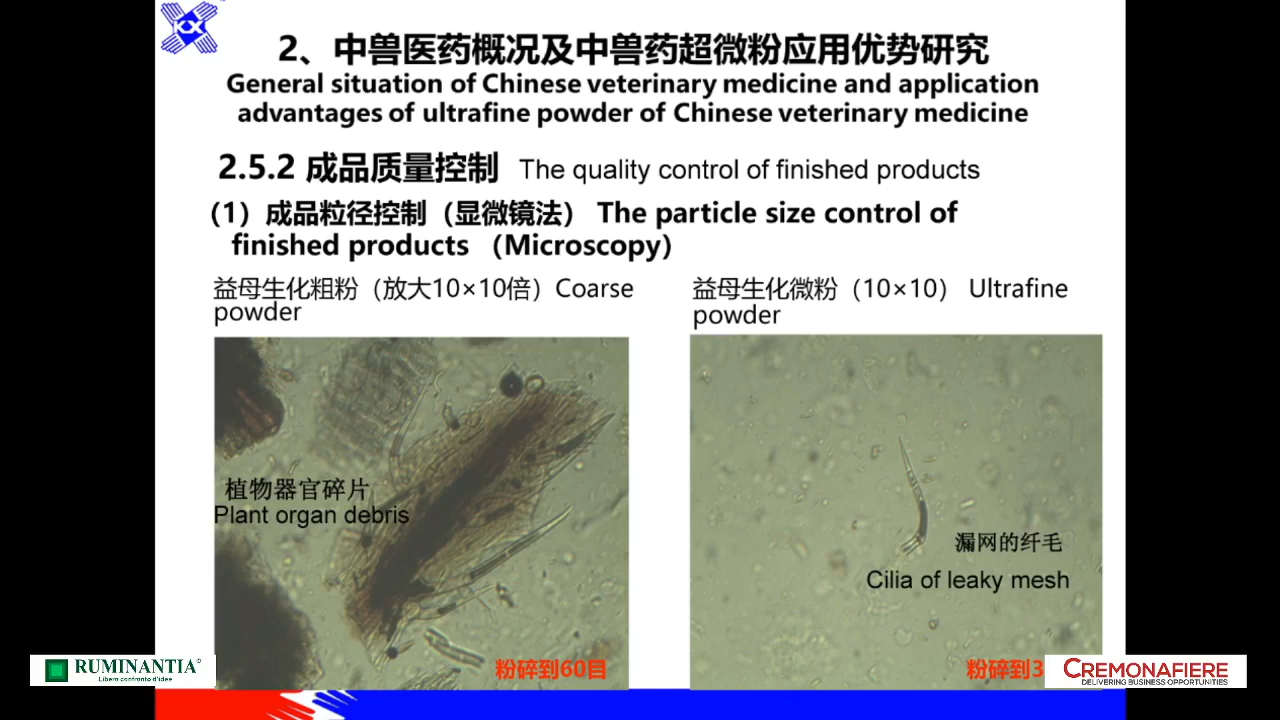 KX
2、中兽医药概况及中兽药超微粉应用优势研究
General situation of Chinese veterinary medicine and application
advantages of ultrafine powder of Chinese veterinary medicine
2.5.2 成品质量控制 The quality control of finished products
（1）成品粒径控制（显微镜法） The particle size control of
finished products （Microscopy）
益母生化粗粉（放大10×10倍）Coarse
powder
益母生化微粉（10×10） Ultrafine
powder
植物器官碎片
Plant organ debris
粉碎到60目
漏网的纤毛
Cilia of leaky mesh
粉碎到3
RUMINANTIA
Libero confronto d'idee
CREMONAFIERE
DELIVERING BUSINESS OPPORTUNITIES